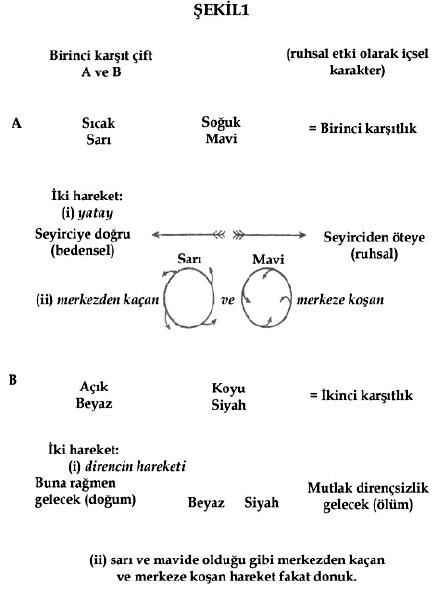 ŞEKİL1
Birinci karşıt çift
A ve B
(ruhsal etki olarak içsel
karakter)
A
Sıcak
Sarı
Soğuk
Mavi
= Birinci karşıtlık
İki hareket:
(i) yatay
Seyirciye doğru
(bedensel)
Seyirciden öteye
(ruhsal)
Sarı
Mavi
(ii) merkezden kaçan
ve
merkeze koşan
B
Açık
Beyaz
Koyu
Siyah
= İkinci karşıtlık
İki hareket:
(i) direncin hareketi
Buna rağmen
gelecek (doğum)
Beyaz
Siyah
Mutlak dirençsizlik
gelecek (ölüm)
(ii) sarı ve mavide olduğu gibi merkezden kaçan
ve merkeze koşan hareket fakat donuk.